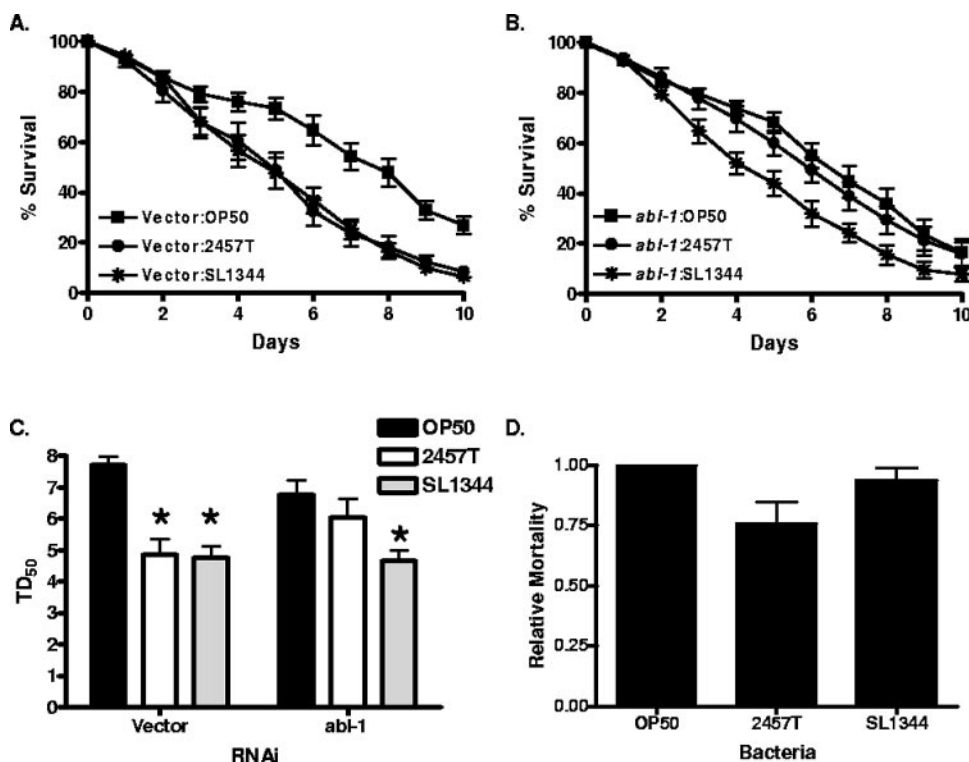 A.
100
80
60
40
20
0
% Survival
Vector:OP50
Vector:2457T
Vector:SL1344
0 2 4 6 8 10
Days
B.
100
80
60
40
20
0
% Survival
abl-1:OP50
abl-1:2457T
abl-1:SL1344
0 2 4 6 8 10
Days
C.
OP50
2457T
SL1344
8
7
6
5
4
3
2
1
0
TD50
* * *
Vector abl-1
RNAi
D.
1.00
0.75
0.50
0.25
0.00
Relative Mortality
OP50 2457T SL1344
Bacteria